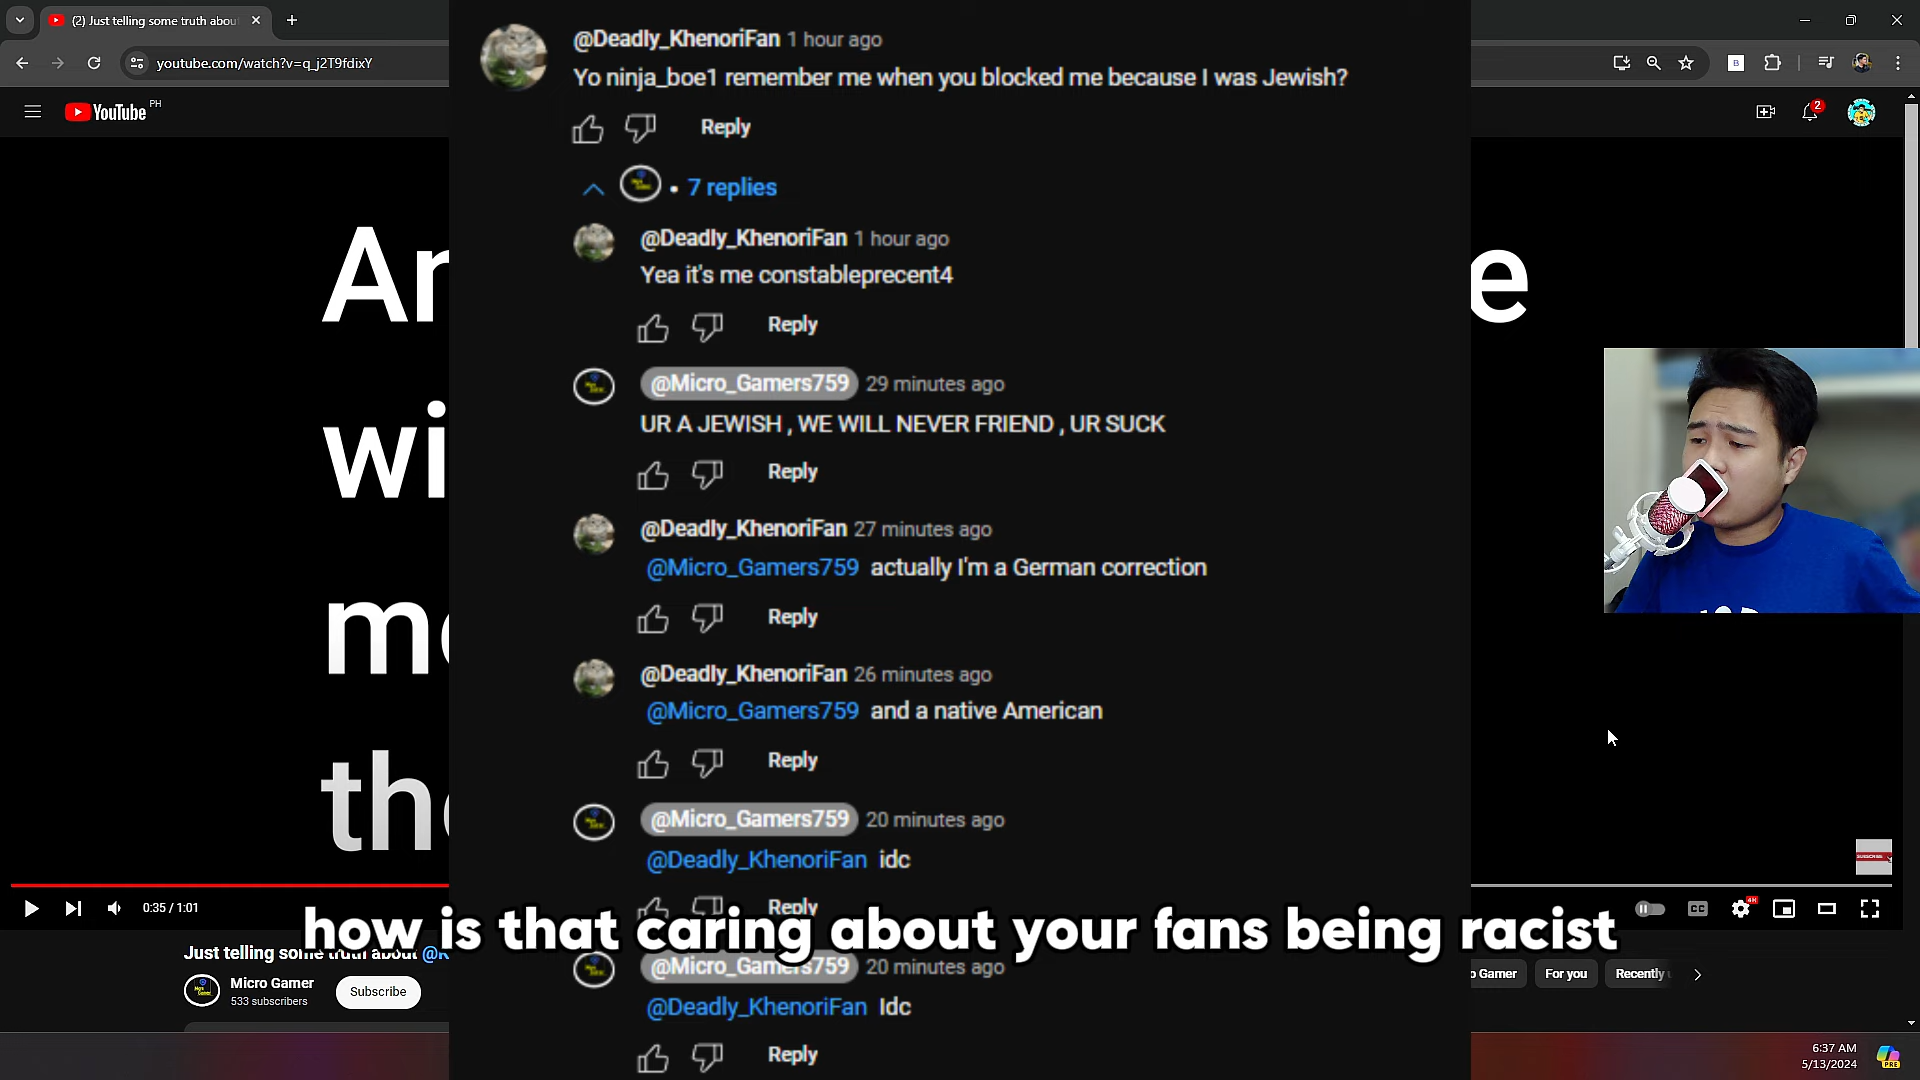 (2) Just telling some truth abou
youtube.com/watch?v=q_j2T9fdixY
YouTube PH
2
@Deadly_KhenoriFan 1 hour ago
Yo ninja_boe1 remember me when you blocked me because I was Jewish?
Reply
• 7 replies
@Deadly_KhenoriFan 1 hour ago
Yea it's me constableprecent4
Reply
@Micro_Gamers759 29 minutes ago
UR A JEWISH , WE WILL NEVER FRIEND , UR SUCK
Reply
@Deadly_KhenoriFan 27 minutes ago
@Micro_Gamers759 actually I'm a German correction
Reply
@Deadly_KhenoriFan 26 minutes ago
@Micro_Gamers759 and a native American
Reply
@Micro_Gamers759 20 minutes ago
@Deadly_KhenoriFan idc
Reply
how is that caring about your fans being racist
@Micro_Gamers759 20 minutes ago
@Deadly_KhenoriFan Idc
Reply
0:35 / 1:01
SUBSCRIBE
CC
4K
Just telling some truth about @K
Micro Gamer
533 subscribers
Subscribe
o Gamer
For you
Recently
6:37 AM
5/13/2024
PRE